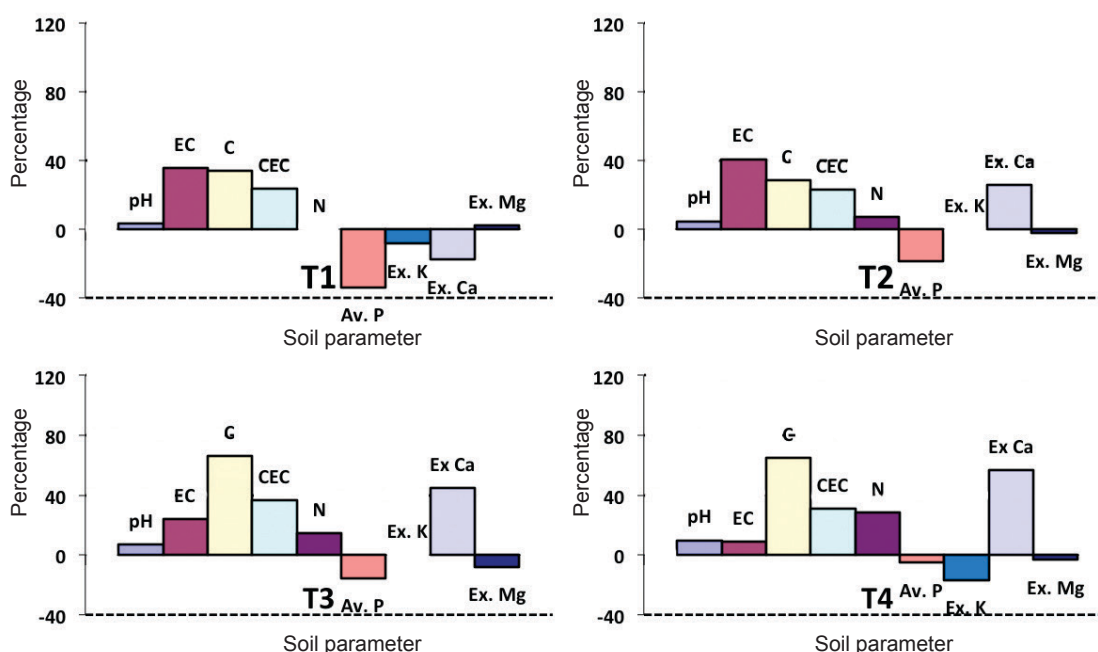 120
80
40
0
-40
Percentage
pH
EC
C
CEC
N
Av. P
Ex. K
Ex. Ca
Ex. Mg
T1
Soil parameter
120
80
40
0
-40
Percentage
pH
EC
C
CEC
N
Av. P
Ex. K
Ex. Ca
Ex. Mg
T2
Soil parameter
120
80
40
0
-40
Percentage
pH
EC
C
CEC
N
Av. P
Ex. K
Ex Ca
Ex. Mg
T3
Soil parameter
120
80
40
0
-40
Percentage
pH
EC
C
CEC
N
Av. P
Ex. K
Ex Ca
Ex. Mg
T4
Soil parameter